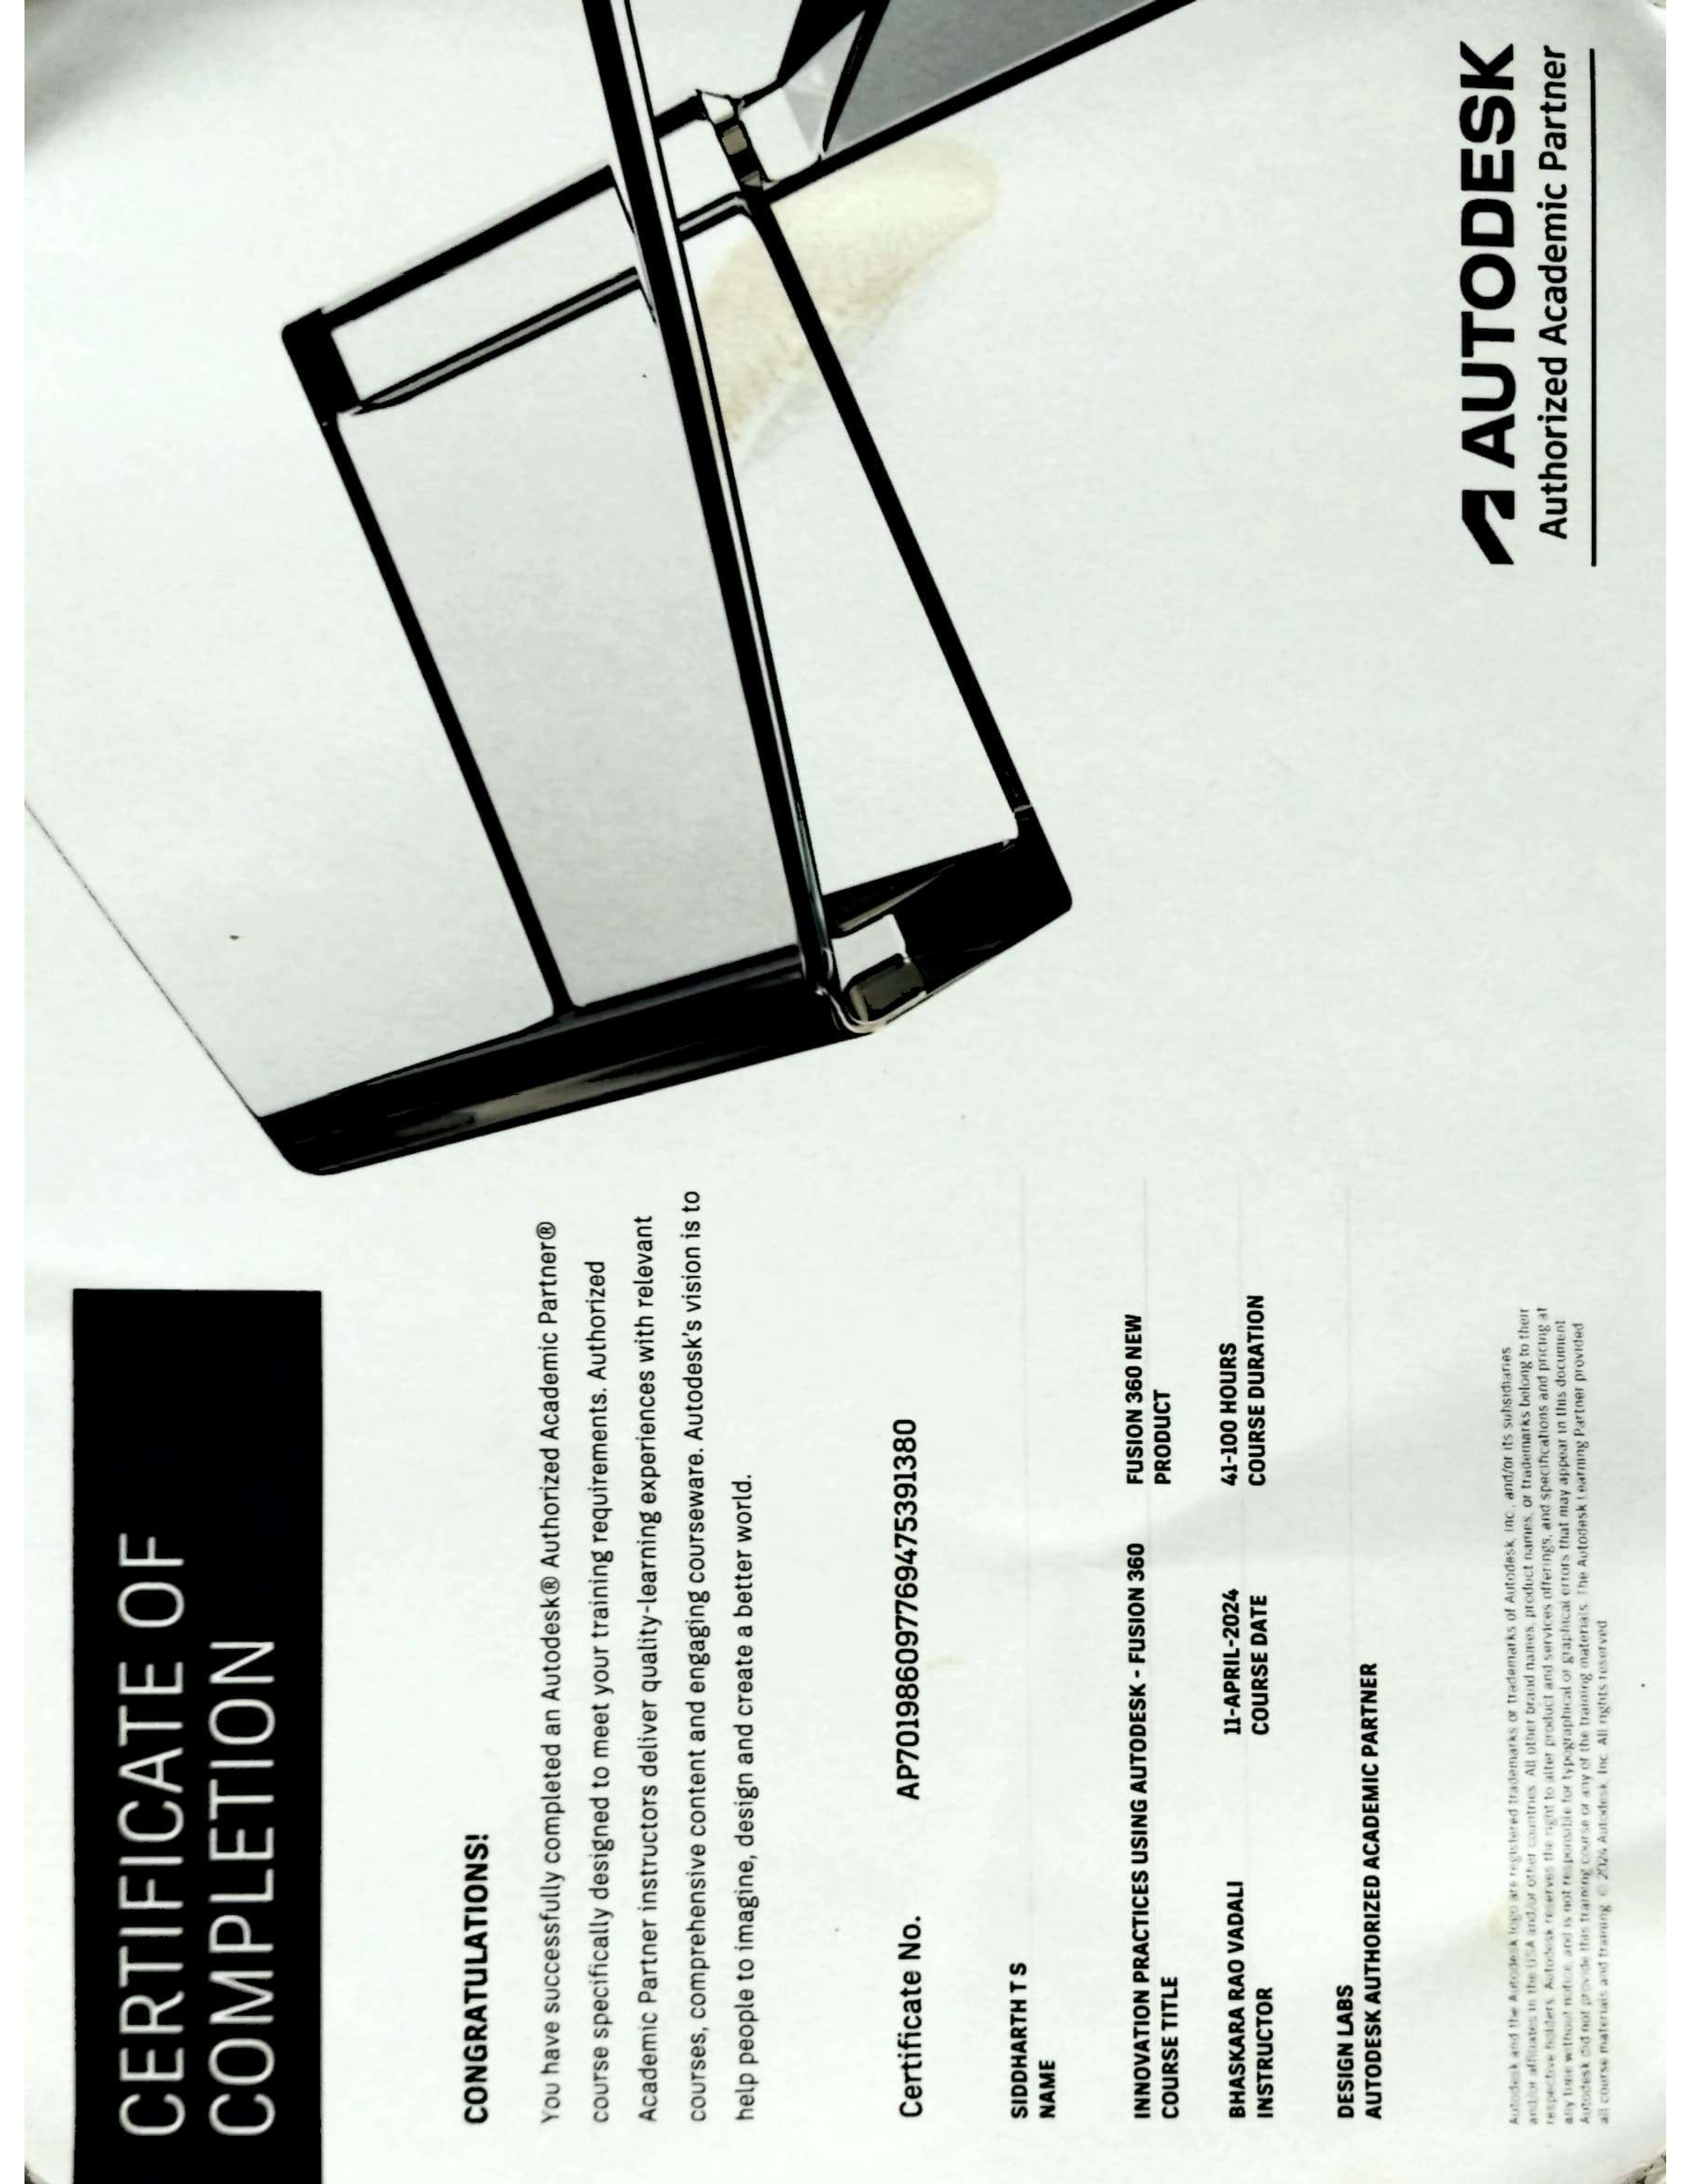 CERTIFICATE OF
COMPLETION
CONGRATULATIONS!
You have successfully completed an Autodesk® Authorized Academic Partner®
course specifically designed to meet your training requirements. Authorized
Academic Partner instructors deliver quality-learning experiences with relevant
courses, comprehensive content and engaging courseware. Autodesk's vision is to
help people to imagine, design and create a better world.
Certificate No. AP701986097769475391380
SIDDHARTH T S
NAME
INNOVATION PRACTICES USING AUTODESK - FUSION 360 FUSION 360 NEW
COURSE TITLE PRODUCT
BHASKARA RAO VADALI 11-APRIL-2024 41-100 HOURS
INSTRUCTOR COURSE DATE COURSE DURATION
DESIGN LABS
AUTODESK AUTHORIZED ACADEMIC PARTNER
Autodesk and the Autodesk logo are registered trademarks or trademarks of Autodesk, Inc., and/or its subsidiaries
and/or affiliates in the USA and/or other countries. All other brand names, product names, or trademarks belong to their
respective holders. Autodesk reserves the right to alter product and services offerings, and specifications and pricing at
any time without notice, and is not responsible for typographical or graphical errors that may appear in this document
Autodesk did not provide this training course or any of the training materials. The Autodesk Learning Partner provided
all course materials and training © 2024 Autodesk, Inc. All rights reserved
AUTODESK
Authorized Academic Partner